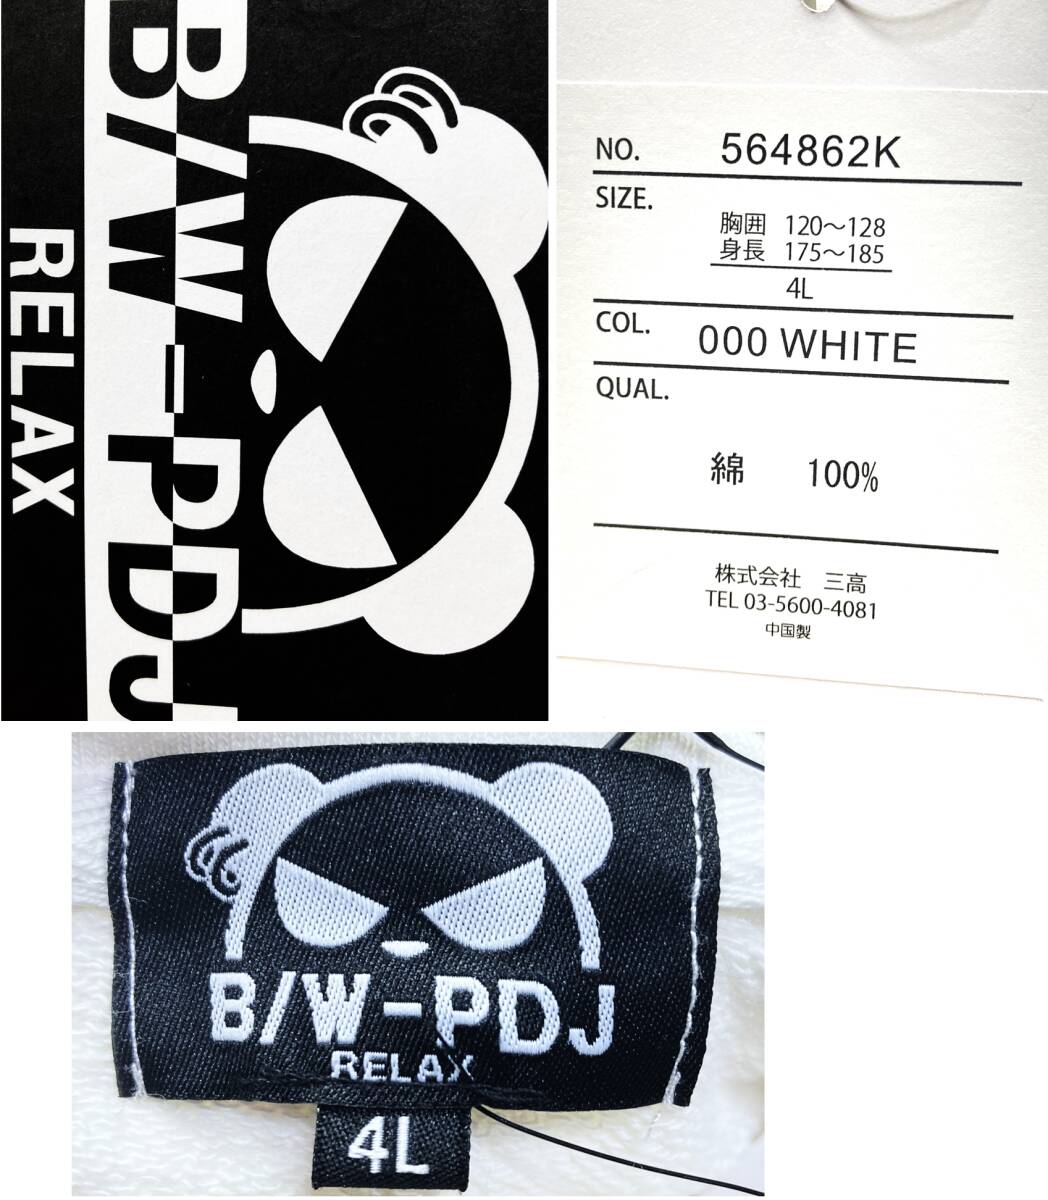 B/W-PDJ
RELAX
NO. 564862K
SIZE.
胸囲 120～128
身長 175～185
4L
COL. 000 WHITE
QUAL.
綿 100%
株式会社 三高
TEL 03-5600-4081
中国製
B/W-PDJ
RELAX
4L